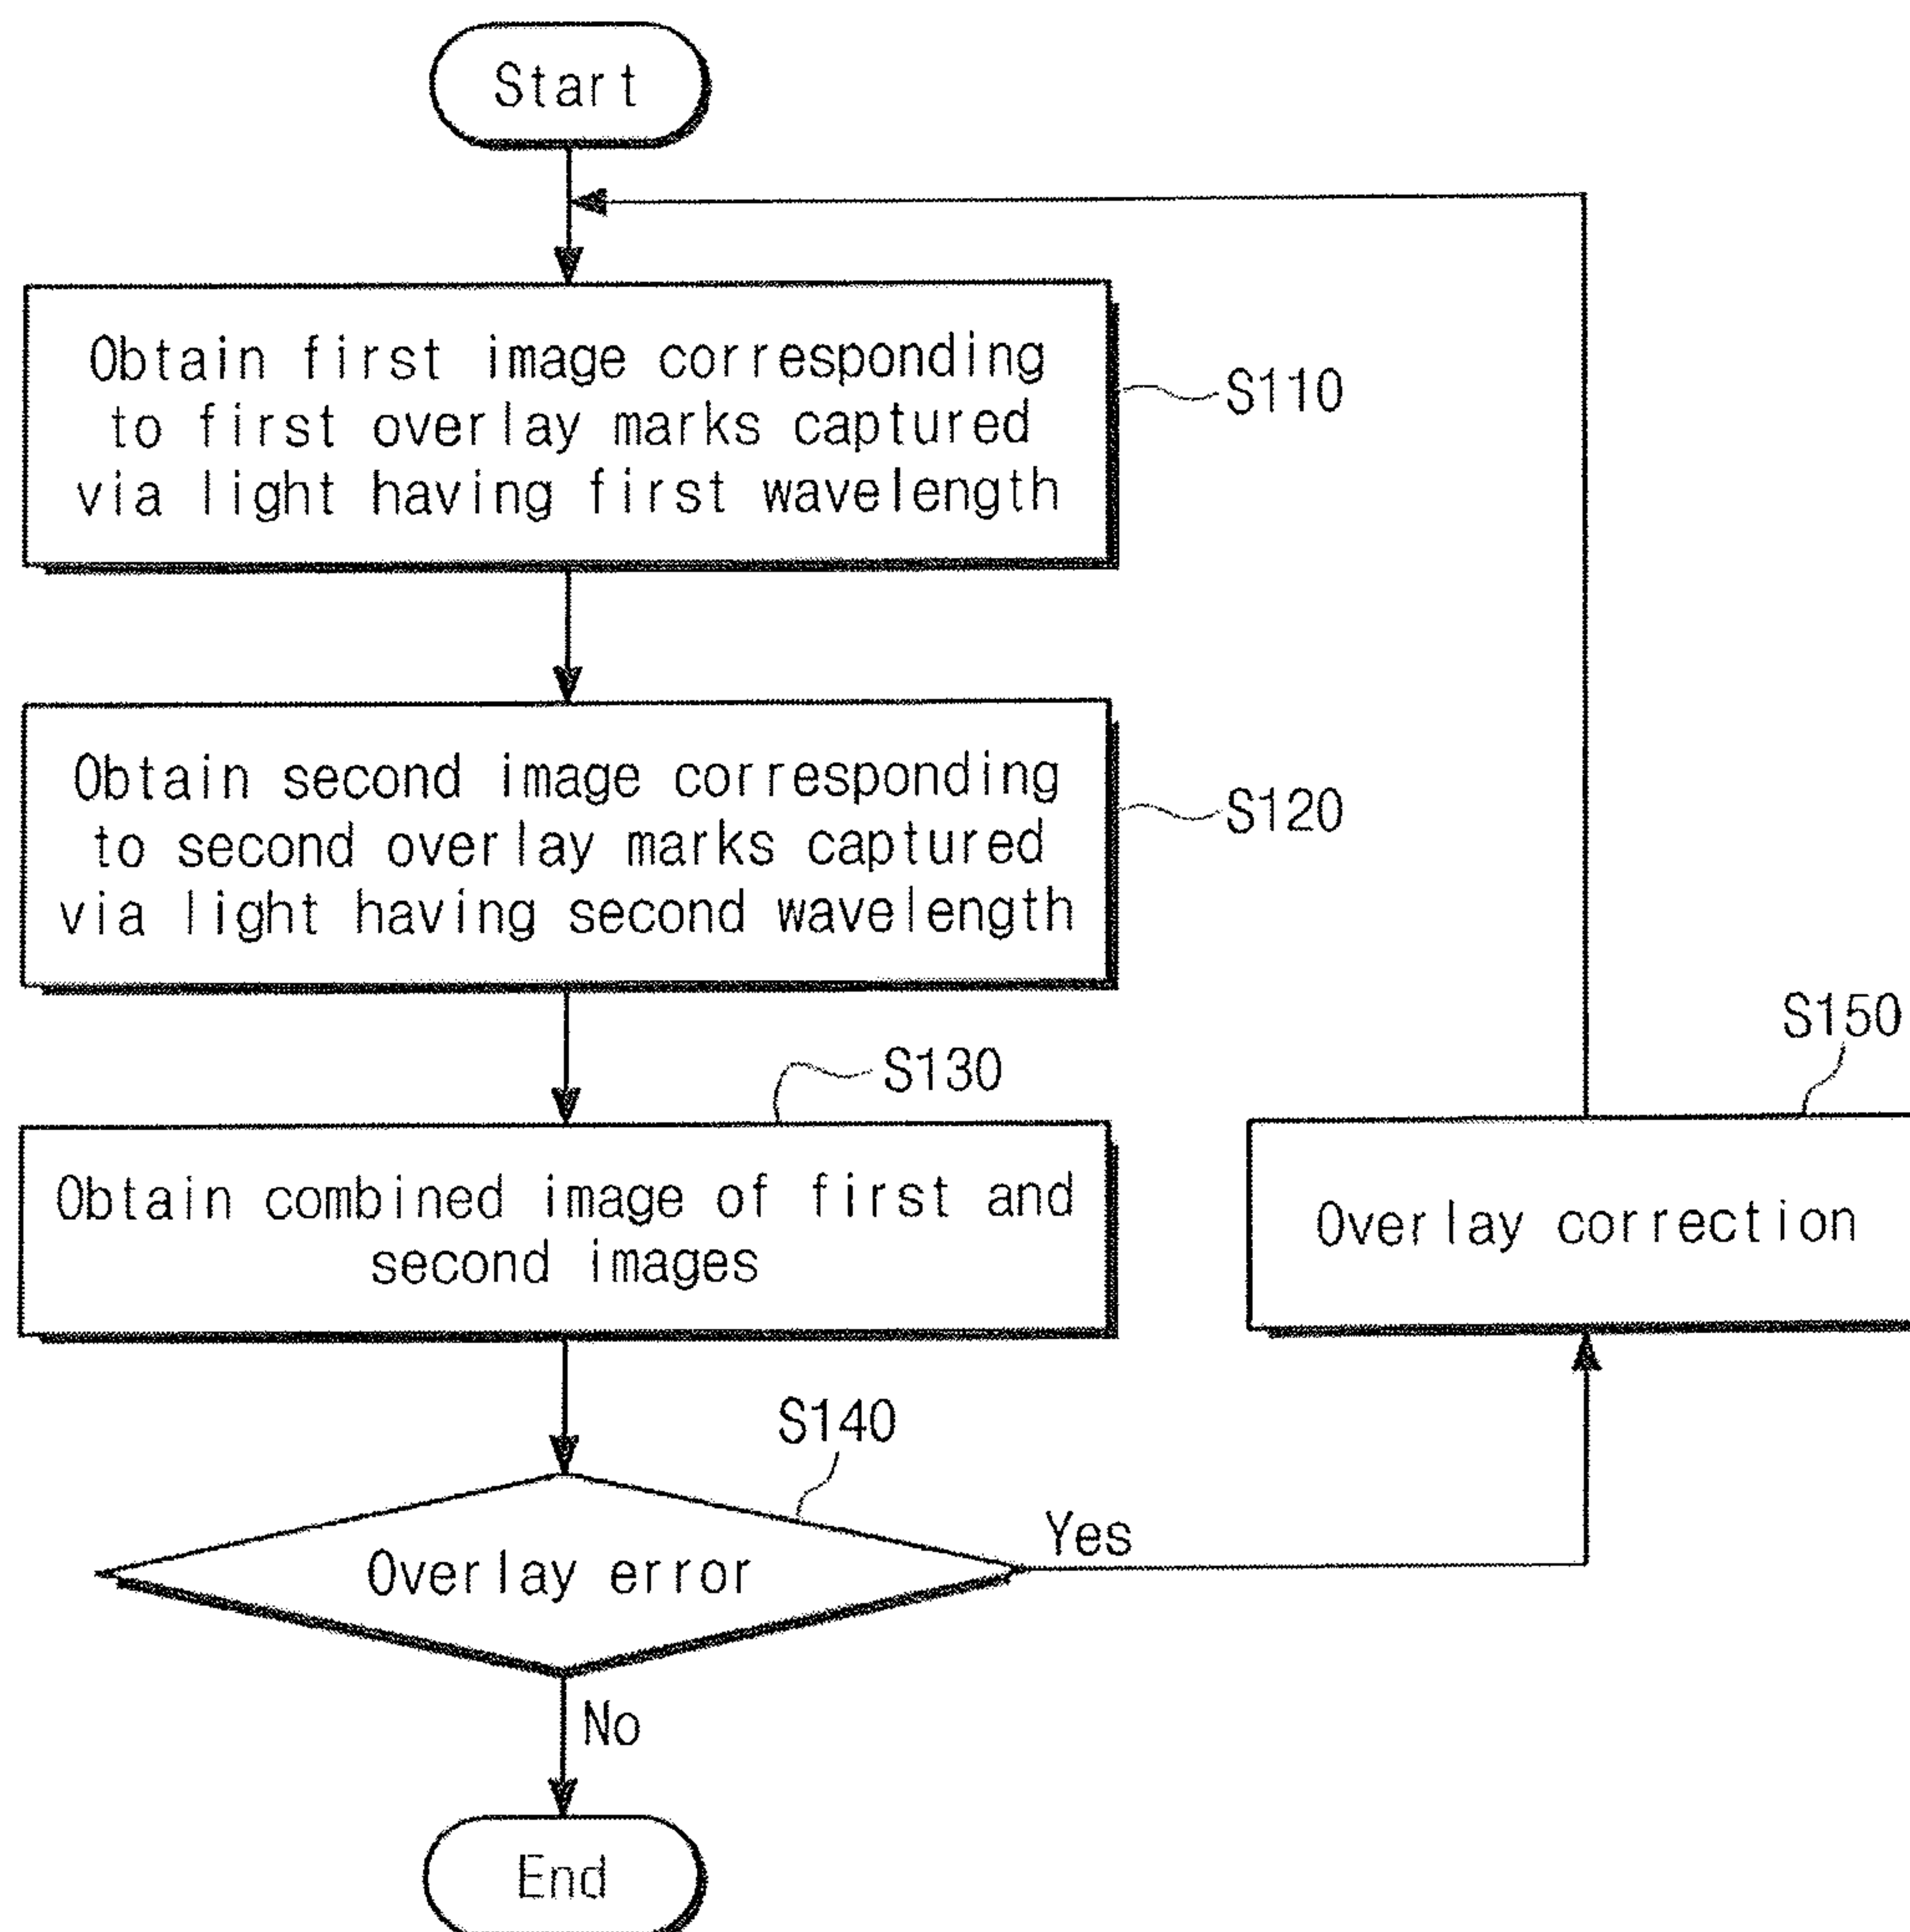 Start
Obtain first image corresponding
to first overlay marks captured
via light having first wavelength
S110
Obtain second image corresponding
to second overlay marks captured
via light having second wavelength
S120
S130
Obtain combined image of first and
second images
S150
Overlay correction
S140
Overlay error
Yes
No
End